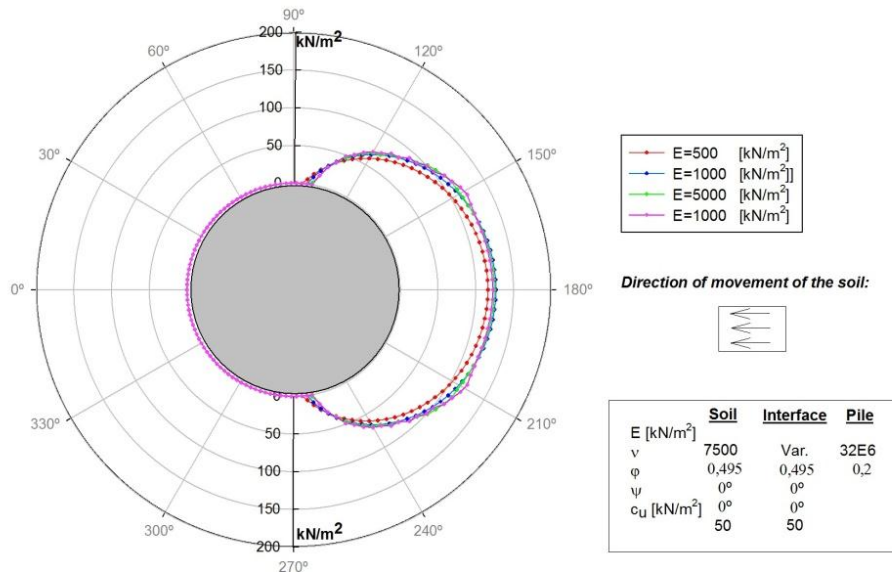 90º
200
kN/m2
60º
120º
150
100
50
0
30º
150º
0º
180º
330º
210º
0
50
100
150
200
kN/m2
300º
240º
270º
E=500 [kN/m2]
E=1000 [kN/m2]]
E=5000 [kN/m2]
E=1000 [kN/m2]
Direction of movement of the soil:
Soil Interface Pile
E [kN/m2]
ν 7500 Var. 32E6
φ 0,495 0,495 0,2
ψ 0º 0º
cu [kN/m2] 0º 0º
50 50